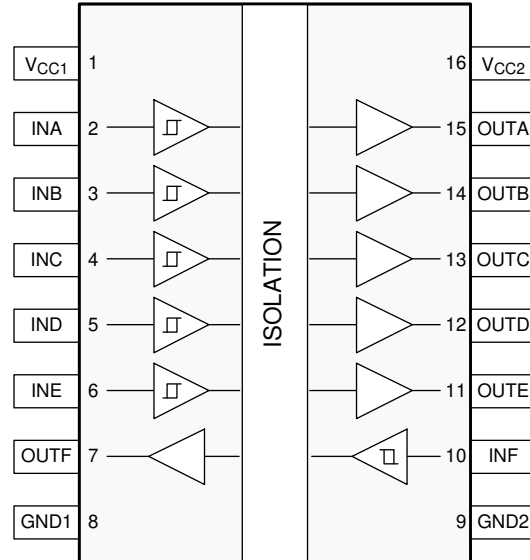 VCC1 1 16 VCC2
INA 2 15 OUTA
INB 3 14 OUTB
INC 4 13 OUTC
IND 5 12 OUTD
INE 6 11 OUTE
OUTF 7 10 INF
GND1 8 9 GND2
ISOLATION